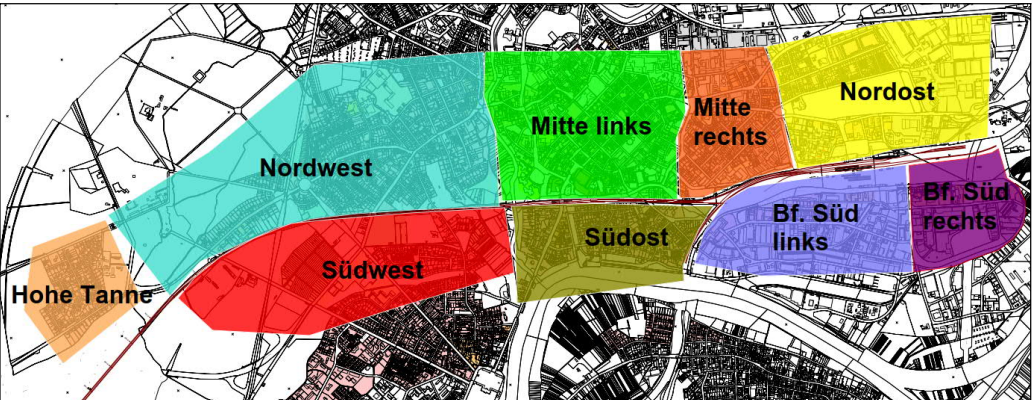 Nordost
Mitte
rechts
Mitte links
Nordwest
Bf. Süd
rechts
Bf. Süd
links
Südost
Südwest
Hohe Tanne